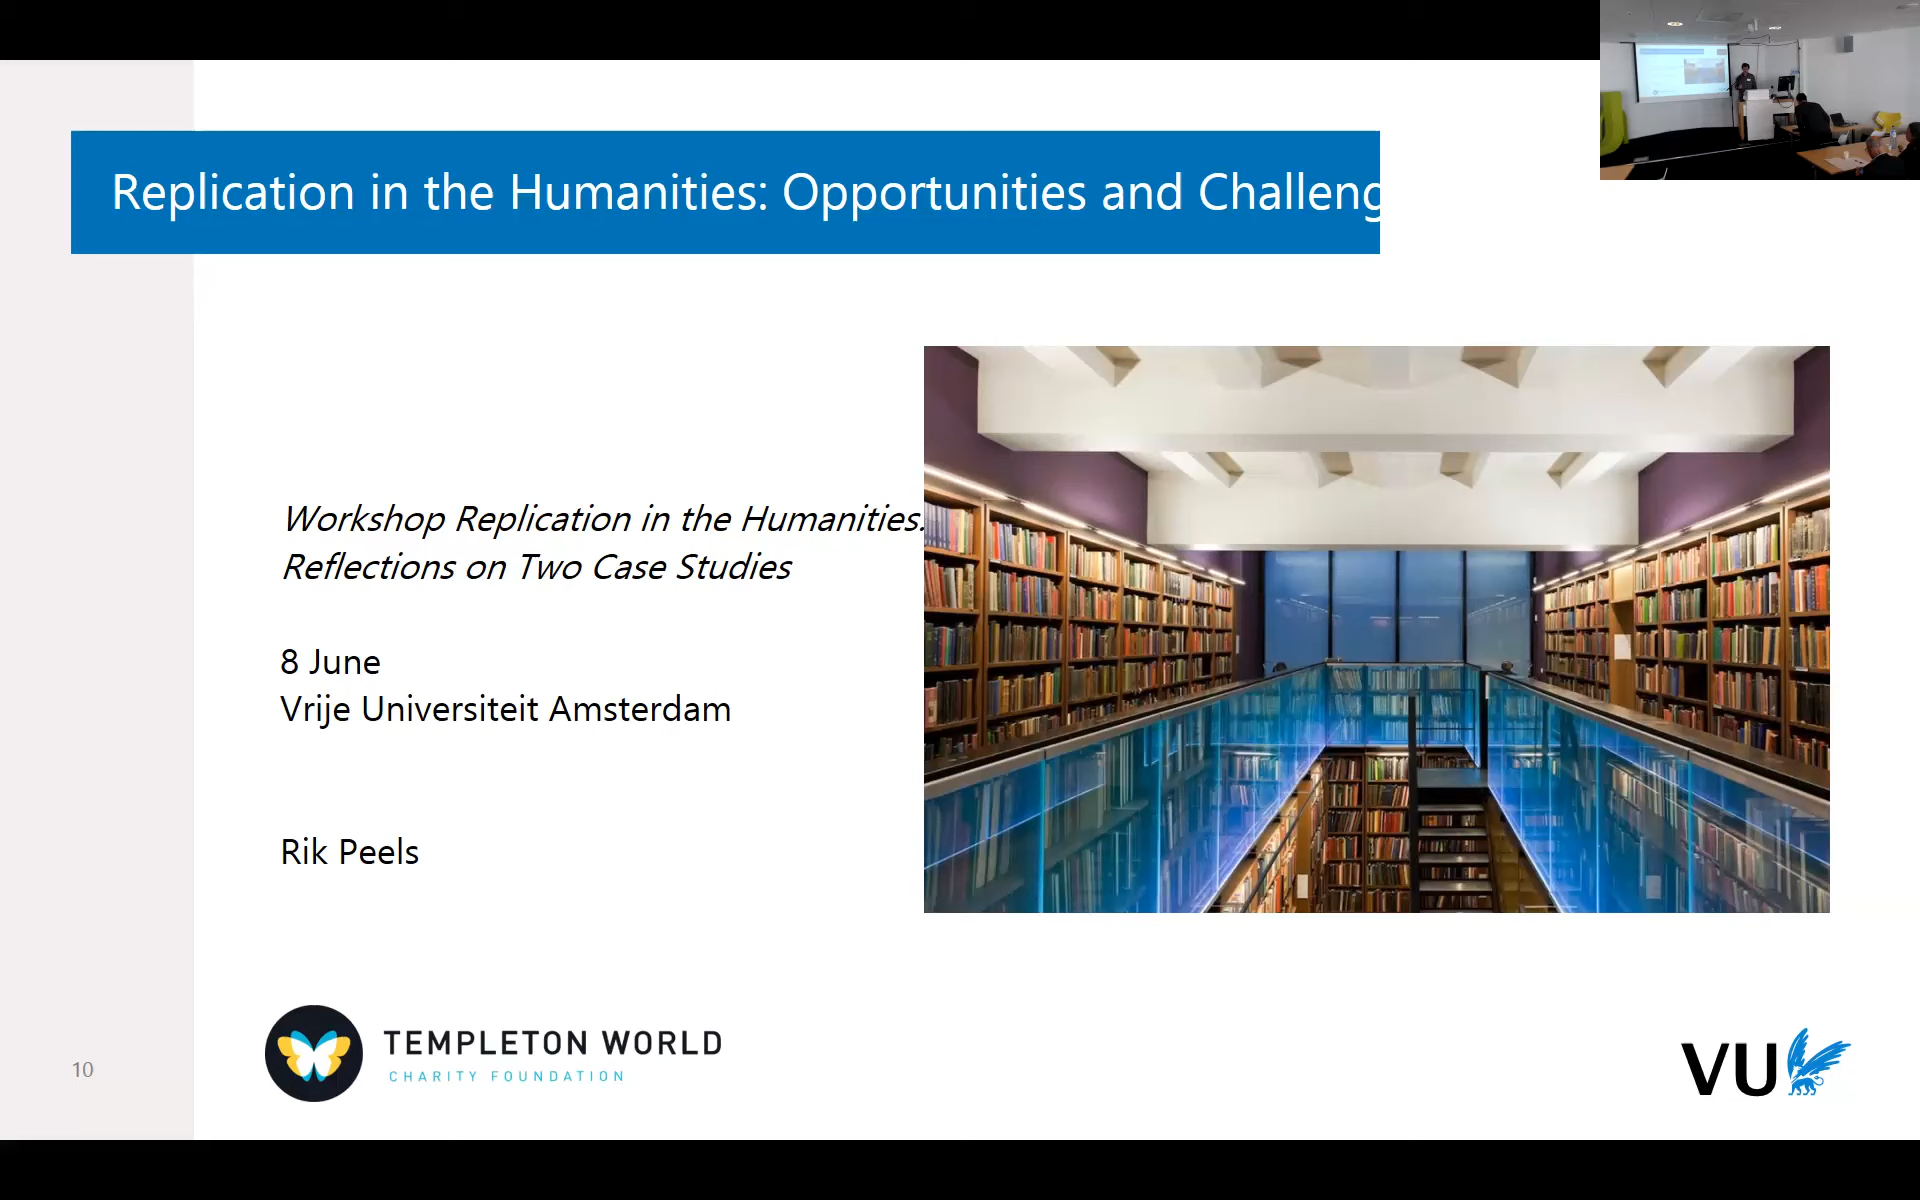 Replication in the Humanities: Opportunities and Challeng
Workshop Replication in the Humanities:
Reflections on Two Case Studies
8 June
Vrije Universiteit Amsterdam
Rik Peels
TEMPLETON WORLD
CHARITY FOUNDATION
VU
10